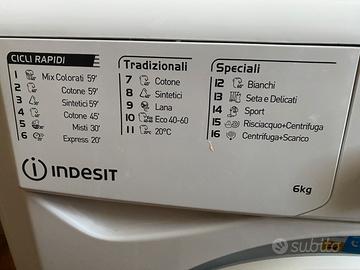 CICLI RAPIDI
1 Mix Colorati 59'
2 Cotone 59'
3 Sintetici 59'
4 Cotone 45'
5 Misti 30'
6 Express 20'
Tradizionali
7 Cotone
8 Sintetici
9 Lana
10 Eco 40-60
11 20°C
Speciali
12 Bianchi
13 Seta e Delicati
14 Sport
15 Risciacquo+Centrifuga
16 Centrifuga+Scarico
INDESIT
6kg
subito